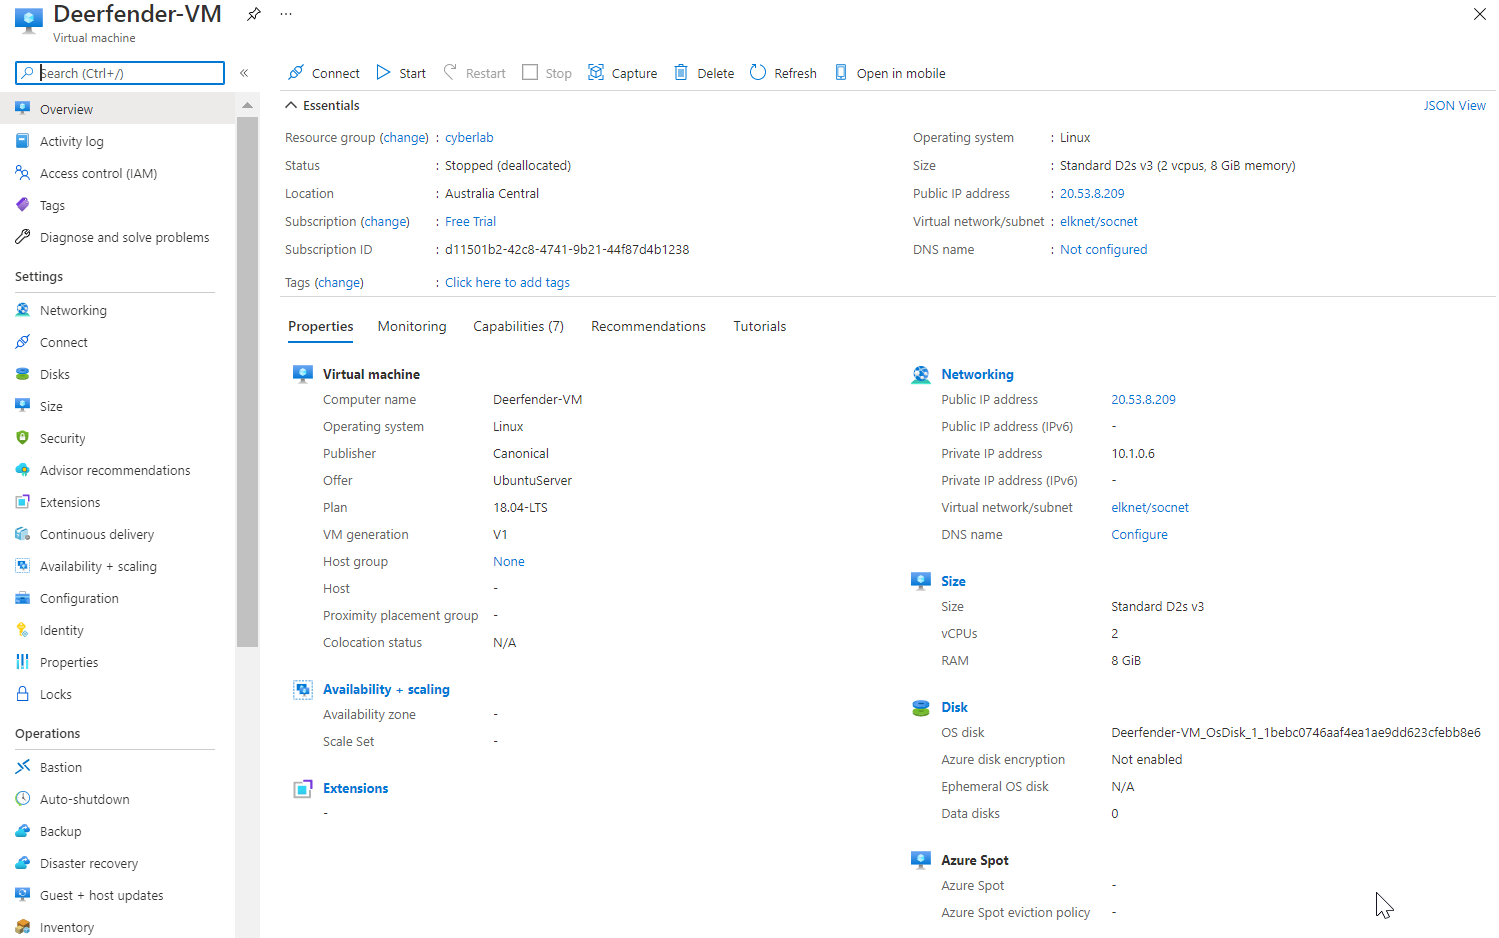 Deerfender-VM
Virtual machine
Search (Ctrl+/)
«
Overview
Activity log
Access control (IAM)
Tags
Diagnose and solve problems
Settings
Networking
Connect
Disks
Size
Security
Advisor recommendations
Extensions
Continuous delivery
Availability + scaling
Configuration
Identity
Properties
Locks
Operations
Bastion
Auto-shutdown
Backup
Disaster recovery
Guest + host updates
Inventory
Connect Start Restart Stop Capture Delete Refresh Open in mobile
Essentials JSON View
Resource group (change) : cyberlab
Status : Stopped (deallocated)
Location : Australia Central
Subscription (change) : Free Trial
Subscription ID : d11501b2-42c8-4741-9b21-44f87d4b1238
Tags (change) : Click here to add tags
Operating system : Linux
Size : Standard D2s v3 (2 vcpus, 8 GiB memory)
Public IP address : 20.53.8.209
Virtual network/subnet : elknet/socnet
DNS name : Not configured
Properties Monitoring Capabilities (7) Recommendations Tutorials
Virtual machine
Computer name Deerfender-VM
Operating system Linux
Publisher Canonical
Offer UbuntuServer
Plan 18.04-LTS
VM generation V1
Host group None
Host -
Proximity placement group -
Colocation status N/A
Availability + scaling
Availability zone -
Scale Set -
Extensions
-
Networking
Public IP address 20.53.8.209
Public IP address (IPv6) -
Private IP address 10.1.0.6
Private IP address (IPv6) -
Virtual network/subnet elknet/socnet
DNS name Configure
Size
Size Standard D2s v3
vCPUs 2
RAM 8 GiB
Disk
OS disk Deerfender-VM_OsDisk_1_1bebc0746aaf4ea1ae9dd623cfebb8e6
Azure disk encryption Not enabled
Ephemeral OS disk N/A
Data disks 0
Azure Spot
Azure Spot -
Azure Spot eviction policy -